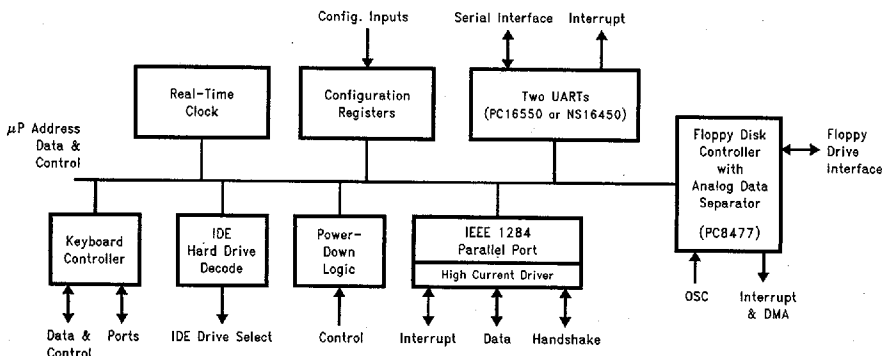 Config. Inputs
Serial Interface
Interrupt
Real-Time
Clock
Configuration
Registers
Two UARTs
(PC16550 or NS16450)
μP Address
Data &
Control
Floppy Disk
Controller
with
Analog Data
Separator
(PC8477)
Floppy
Drive
Interface
Keyboard
Controller
IDE
Hard Drive
Decode
Power-
Down
Logic
IEEE 1284
Parallel Port
High Current Driver
OSC
Interrupt
& DMA
Data &
Control
Ports
IDE Drive Select
Control
Interrupt
Data
Handshake